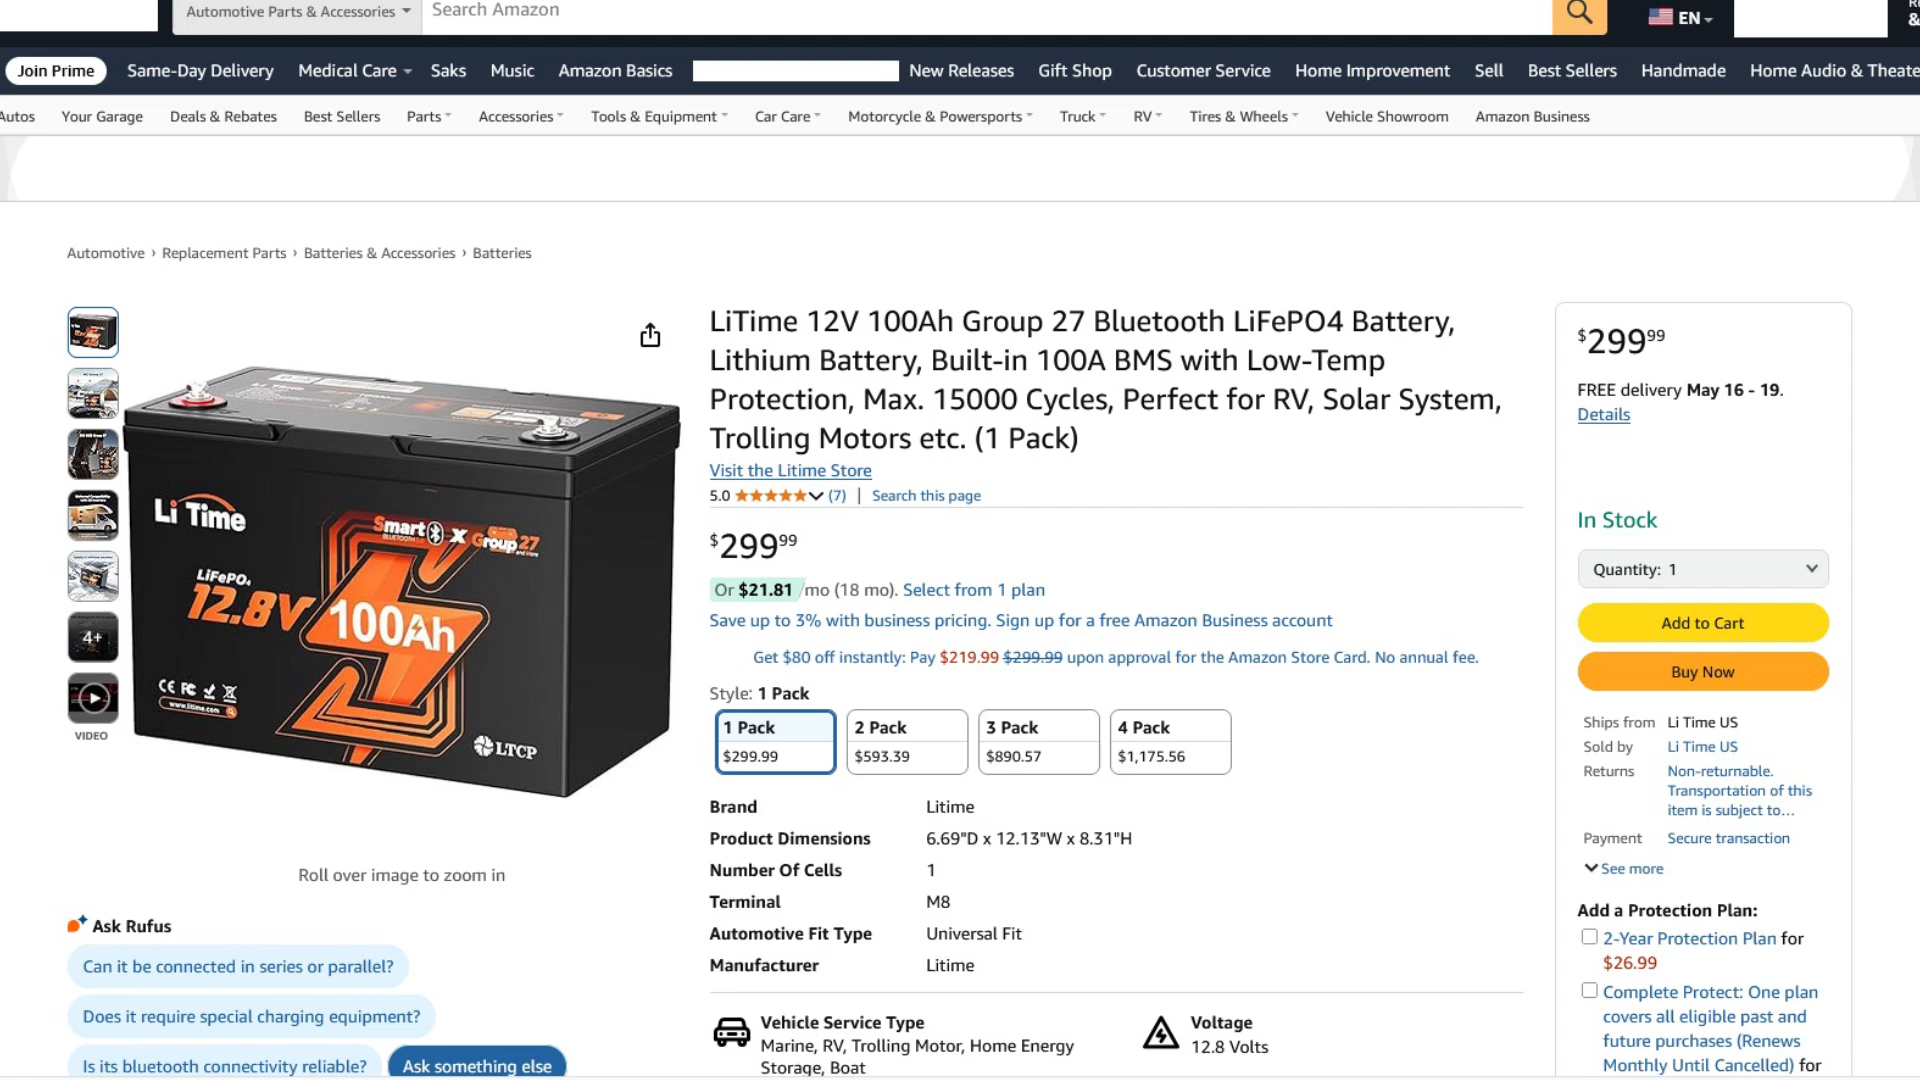 Automotive Parts & Accessories
Search Amazon
EN
&
Join Prime
Same-Day Delivery
Medical Care
Saks
Music
Amazon Basics
New Releases
Gift Shop
Customer Service
Home Improvement
Sell
Best Sellers
Handmade
Home Audio & Theate
Autos
Your Garage
Deals & Rebates
Best Sellers
Parts
Accessories
Tools & Equipment
Car Care
Motorcycle & Powersports
Truck
RV
Tires & Wheels
Vehicle Showroom
Amazon Business
Automotive › Replacement Parts › Batteries & Accessories › Batteries
4+
VIDEO
Li Time
Li Time
Smart X Group 27
BLUETOOTH
LiFePO₄
12.8V
100Ah
CE FC
www.litime.com
LTCP
Roll over image to zoom in
Ask Rufus
Can it be connected in series or parallel?
Does it require special charging equipment?
Is its bluetooth connectivity reliable?
Ask something else
LiTime 12V 100Ah Group 27 Bluetooth LiFePO4 Battery,
Lithium Battery, Built-in 100A BMS with Low-Temp
Protection, Max. 15000 Cycles, Perfect for RV, Solar System,
Trolling Motors etc. (1 Pack)
Visit the Litime Store
5.0 (7) | Search this page
$299.99
Or $21.81 /mo (18 mo). Select from 1 plan
Save up to 3% with business pricing. Sign up for a free Amazon Business account
Get $80 off instantly: Pay $219.99 $299.99 upon approval for the Amazon Store Card. No annual fee.
Style: 1 Pack
1 Pack
$299.99
2 Pack
$593.39
3 Pack
$890.57
4 Pack
$1,175.56
Brand Litime
Product Dimensions 6.69"D x 12.13"W x 8.31"H
Number Of Cells 1
Terminal M8
Automotive Fit Type Universal Fit
Manufacturer Litime
Vehicle Service Type
Marine, RV, Trolling Motor, Home Energy
Storage, Boat
Voltage
12.8 Volts
$299.99
FREE delivery May 16 - 19.
Details
In Stock
Quantity: 1
Add to Cart
Buy Now
Ships from Li Time US
Sold by Li Time US
Returns Non-returnable.
Transportation of this
item is subject to…
Payment Secure transaction
See more
Add a Protection Plan:
2-Year Protection Plan for
$26.99
Complete Protect: One plan
covers all eligible past and
future purchases (Renews
Monthly Until Cancelled) for